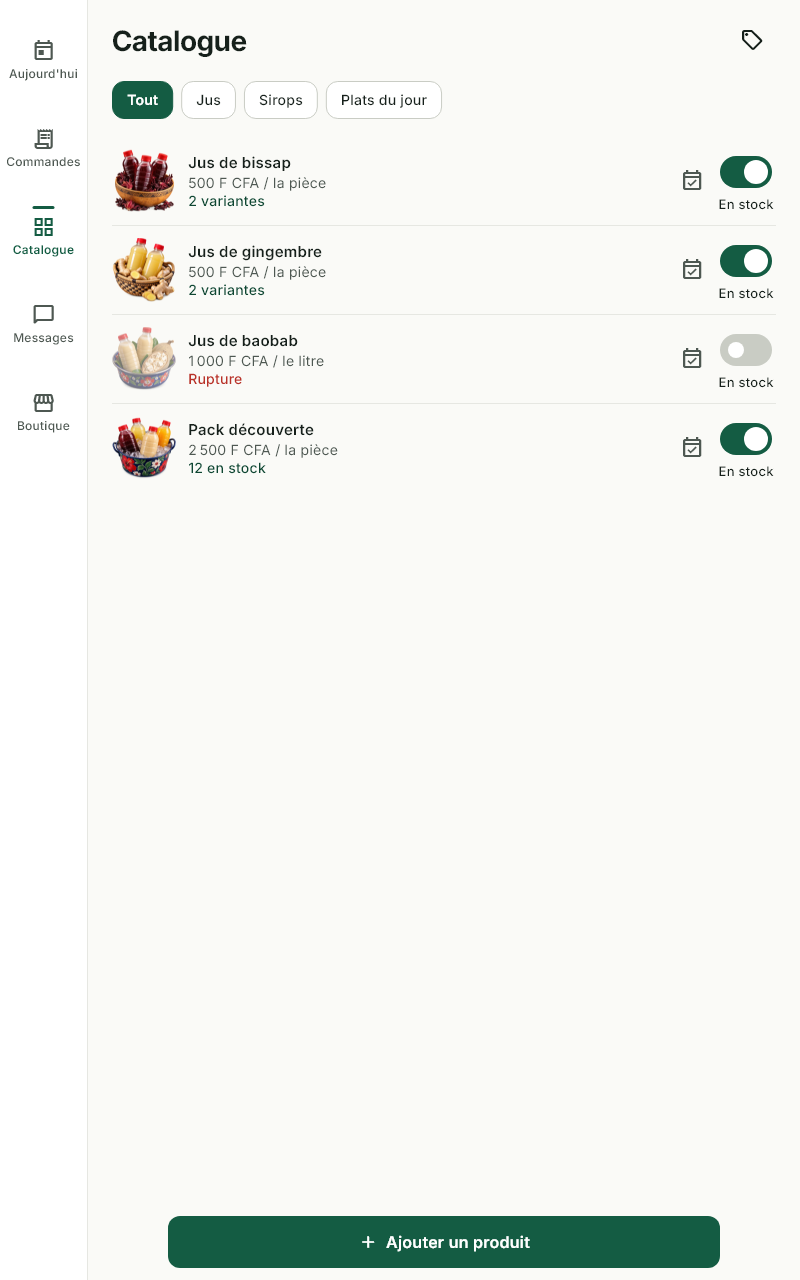 Catalogue
Aujourd'hui
Commandes
Catalogue
Messages
Boutique
Tout
Jus
Sirops
Plats du jour
Jus de bissap
500 F CFA / la pièce
2 variantes
En stock
Jus de gingembre
500 F CFA / la pièce
2 variantes
En stock
Jus de baobab
1 000 F CFA / le litre
Rupture
En stock
Pack découverte
2 500 F CFA / la pièce
12 en stock
En stock
+ Ajouter un produit